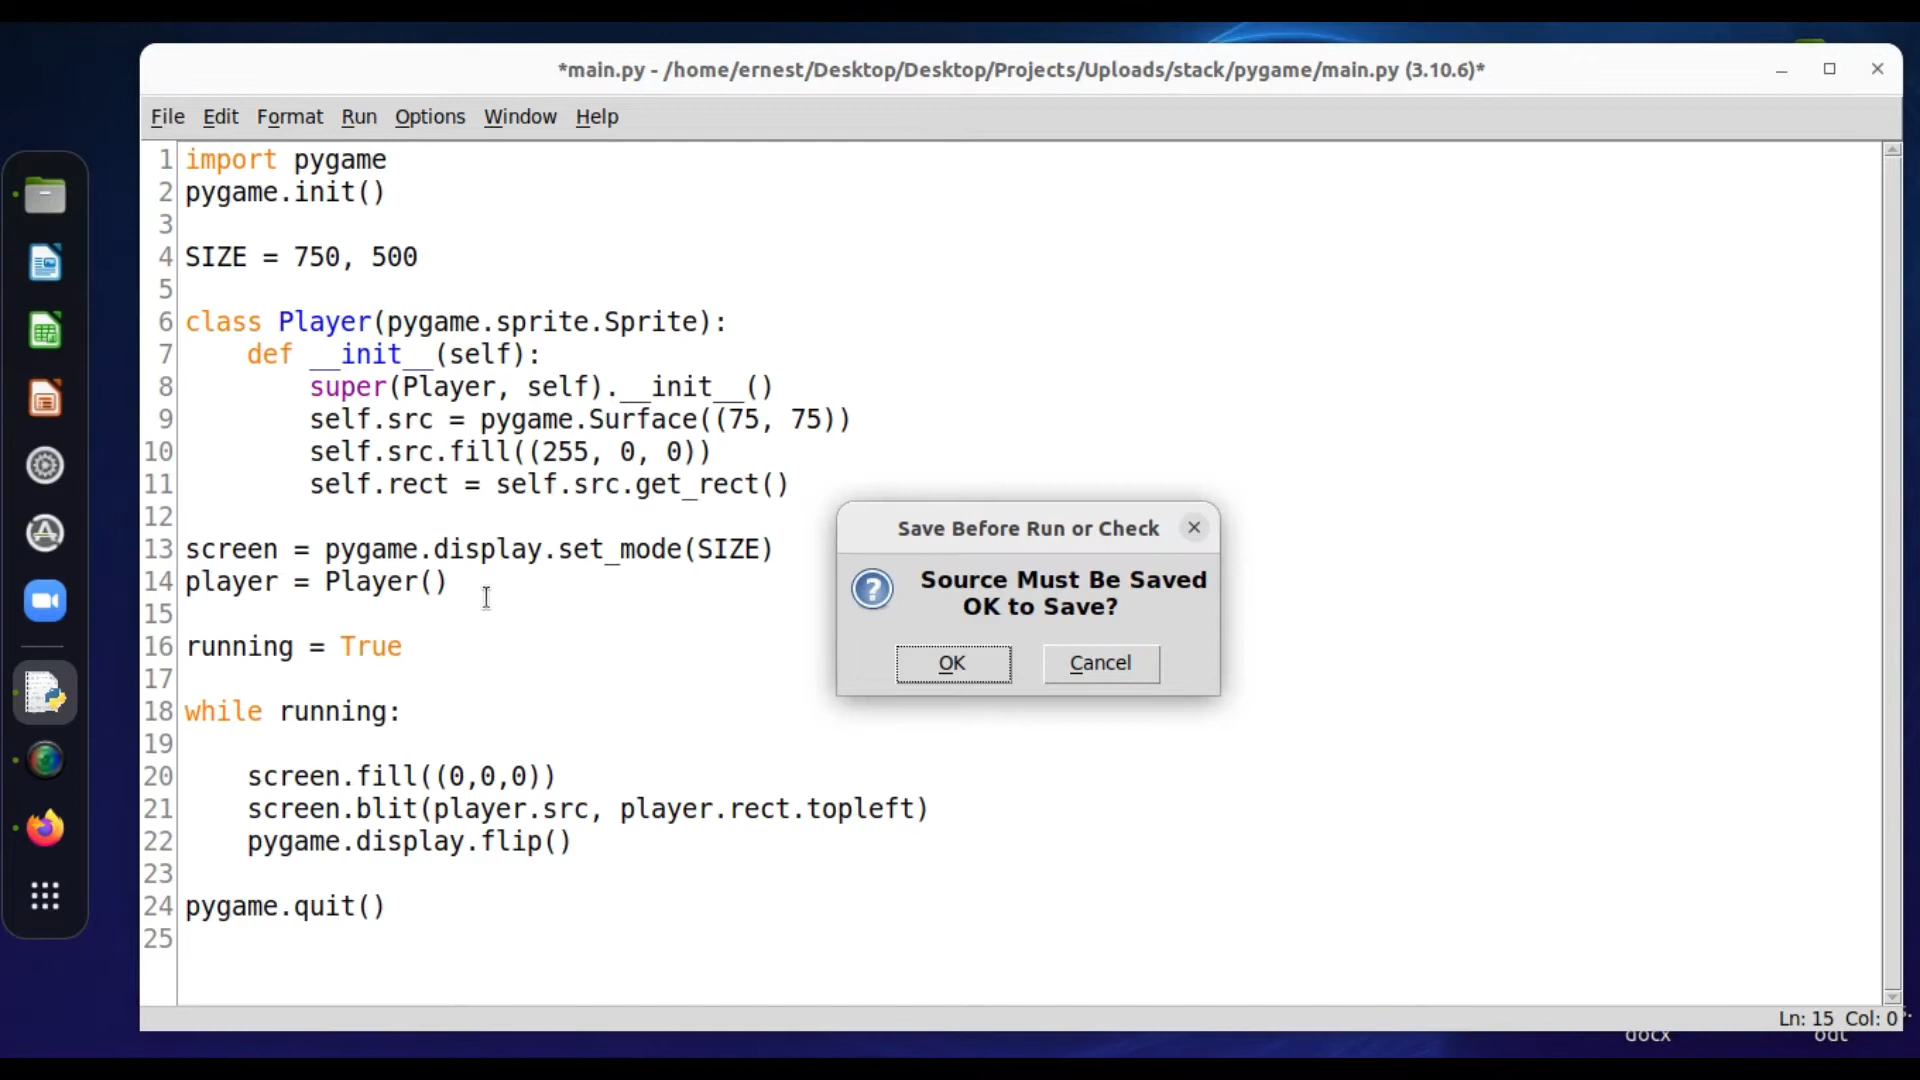 *main.py - /home/ernest/Desktop/Desktop/Projects/Uploads/stack/pygame/main.py (3.10.6)*
File Edit Format Run Options Window Help
1 import pygame
2 pygame.init()
3
4 SIZE = 750, 500
5
6 class Player(pygame.sprite.Sprite):
7     def __init__(self):
8         super(Player, self).__init__()
9         self.src = pygame.Surface((75, 75))
10         self.src.fill((255, 0, 0))
11         self.rect = self.src.get_rect()
12
13 screen = pygame.display.set_mode(SIZE)
14 player = Player()
15
16 running = True
17
18 while running:
19
20     screen.fill((0,0,0))
21     screen.blit(player.src, player.rect.topleft)
22     pygame.display.flip()
23
24 pygame.quit()
25
Save Before Run or Check
Source Must Be Saved
OK to Save?
OK Cancel
Ln: 15 Col: 0
docx odt